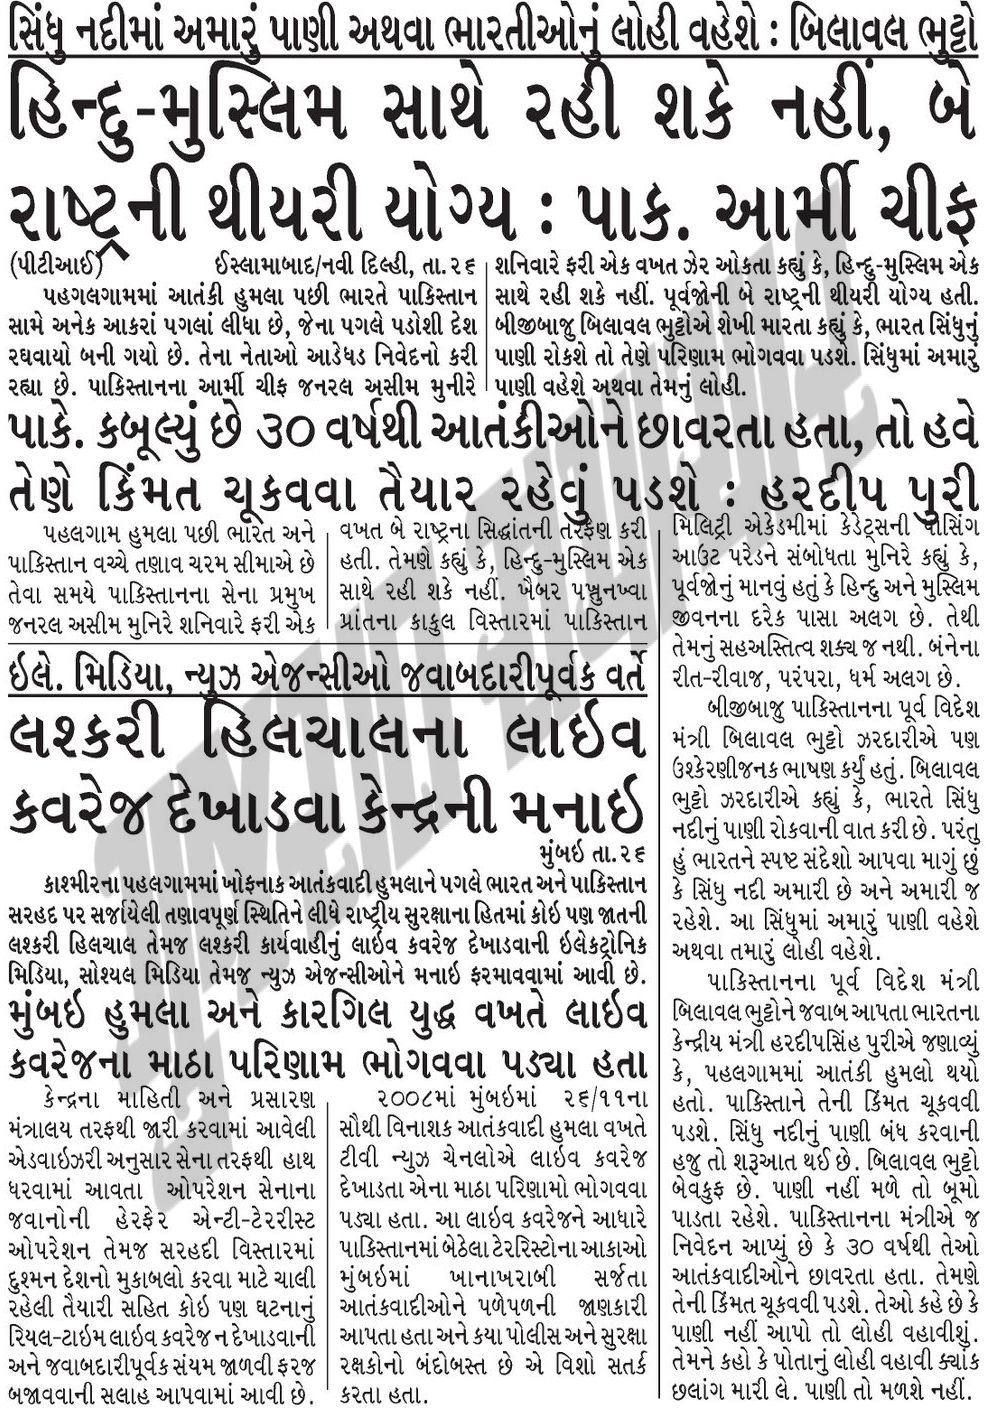 સિંધુ નદીમાં અમારું પાણી અથવા ભારતીઓનું લોહી વહેશે : બિલાવલ ભુટ્ટો
હિન્દુ-મુસ્લિમ સાથે રહી શકે નહીં, બે
રાષ્ટ્રની થીયરી યોગ્ય : પાક. આર્મી ચીફ
(પીટીઆઈ) ઈસ્લામાબાદ/નવી દિલ્હી, તા.૨૬
પહગલગામમાં આતંકી હુમલા પછી ભારતે પાકિસ્તાન
સામે અનેક આકરાં પગલાં લીધા છે, જેના પગલે પડોશી દેશ
રઘવાયો બની ગયો છે. તેના નેતાઓ આડેધડ નિવેદનો કરી
રહ્યા છે. પાકિસ્તાનના આર્મી ચીફ જનરલ અસીમ મુનીરે
શનિવારે ફરી એક વખત ઝેર ઓકતા કહ્યું કે, હિન્દુ-મુસ્લિમ એક
સાથે રહી શકે નહીં. પૂર્વજોની બે રાષ્ટ્રની થીયરી યોગ્ય હતી.
બીજીબાજુ બિલાવલ ભુટ્ટોએ શેખી મારતા કહ્યું કે, ભારત સિંધુનું
પાણી રોકશે તો તેણે પરિણામ ભોગવવા પડશે. સિંધુમાં અમારું
પાણી વહેશે અથવા તેમનું લોહી.
પાકે. કબૂલ્યું છે ૩૦ વર્ષથી આતંકીઓને છાવરતા હતા, તો હવે
તેણે કિંમત ચૂકવવા તૈયાર રહેવું પડશે : હરદીપ પુરી
પહલગામ હુમલા પછી ભારત અને
પાકિસ્તાન વચ્ચે તણાવ ચરમ સીમાએ છે
તેવા સમયે પાકિસ્તાનના સેના પ્રમુખ
જનરલ અસીમ મુનિરે શનિવારે ફરી એક
વખત બે રાષ્ટ્રના સિદ્ધાંતની તરફેણ કરી
હતી. તેમણે કહ્યું કે, હિન્દુ-મુસ્લિમ એક
સાથે રહી શકે નહીં. ખૈબર પખ્તુનખ્વા
પ્રાંતના કાકુલ વિસ્તારમાં પાકિસ્તાન
મિલિટ્રી એકેડમીમાં કેડેટ્સની પાસિંગ
આઉટ પરેડને સંબોધતા મુનિરે કહ્યું કે,
પૂર્વજોનું માનવું હતું કે હિન્દુ અને મુસ્લિમ
જીવનના દરેક પાસા અલગ છે. તેથી
તેમનું સહઅસ્તિત્વ શક્ય જ નથી. બંનેના
રીત-રીવાજ, પરંપરા, ધર્મ અલગ છે.
બીજીબાજુ પાકિસ્તાનના પૂર્વ વિદેશ
મંત્રી બિલાવલ ભુટ્ટો ઝરદારીએ પણ
ઉશ્કેરણીજનક ભાષણ કર્યું હતું. બિલાવલ
ભુટ્ટો ઝરદારીએ કહ્યું કે, ભારતે સિંધુ
નદીનું પાણી રોકવાની વાત કરી છે. પરંતુ
હું ભારતને સ્પષ્ટ સંદેશો આપવા માગું છું
કે સિંધુ નદી અમારી છે અને અમારી જ
રહેશે. આ સિંધુમાં અમારું પાણી વહેશે
અથવા તમારું લોહી વહેશે.
પાકિસ્તાનના પૂર્વ વિદેશ મંત્રી
બિલાવલ ભુટ્ટોને જવાબ આપતા ભારતના
કેન્દ્રીય મંત્રી હરદીપસિંહ પુરીએ જણાવ્યું
કે, પહલગામમાં આતંકી હુમલો થયો
હતો. પાકિસ્તાને તેની કિંમત ચૂકવવી
પડશે. સિંધુ નદીનું પાણી બંધ કરવાની
હજુ તો શરૂઆત થઈ છે. બિલાવલ ભુટ્ટો
બેવકુફ છે. પાણી નહીં મળે તો બૂમો
પાડતા રહેશે. પાકિસ્તાનના મંત્રીએ જ
નિવેદન આપ્યું છે કે ૩૦ વર્ષથી તેઓ
આતંકવાદીઓને છાવરતા હતા. તેમણે
તેની કિંમત ચૂકવવી પડશે. તેઓ કહે છે કે
પાણી નહીં આપો તો લોહી વહાવીશું.
તેમને કહો કે પોતાનું લોહી વહાવી ક્યાંક
છલાંગ મારી લે. પાણી તો મળશે નહીં.
ઇલે. મિડિયા, ન્યુઝ એજન્સીઓ જવાબદારીપૂર્વક વર્તે
લશ્કરી હિલચાલના લાઇવ
કવરેજ દેખાડવા કેન્દ્રની મનાઇ
મુંબઇ તા.૨૬
કાશ્મીરના પહલગામમાં ખોફનાક આતંકવાદી હુમલાને પગલે ભારત અને પાકિસ્તાન
સરહદ પર સર્જાયેલી તણાવપૂર્ણ સ્થિતિને લીધે રાષ્ટ્રીય સુરક્ષાના હિતમાં કોઇ પણ જાતની
લશ્કરી હિલચાલ તેમજ લશ્કરી કાર્યવાહીનું લાઇવ કવરેજ દેખાડવાની ઇલેકટ્રોનિક
મિડિયા, સોશ્યલ મિડિયા તેમજ ન્યુઝ એજન્સીઓને મનાઇ ફરમાવવામાં આવી છે.
મુંબઇ હુમલા અને કારગિલ યુદ્ધ વખતે લાઇવ
કવરેજના માઠા પરિણામ ભોગવવા પડ્યા હતા
કેન્દ્રના માહિતી અને પ્રસારણ
મંત્રાલય તરફથી જારી કરવામાં આવેલી
એડવાઇઝરી અનુસાર સેના તરફથી હાથ
ધરવામાં આવતા ઓપરેશન સેનાના
જવાનોની હેરફેર એન્ટી-ટેરરિસ્ટ
ઓપરેશન તેમજ સરહદી વિસ્તારમાં
દુશ્મન દેશનો મુકાબલો કરવા માટે ચાલી
રહેલી તૈયારી સહિત કોઇ પણ ઘટનાનું
રિયલ-ટાઇમ લાઇવ કવરેજ ન દેખાડવાની
અને જવાબદારીપૂર્વક સંયમ જાળવી ફરજ
બજાવવાની સલાહ આપવામાં આવી છે.
૨૦૦૮માં મુંબઇમાં ૨૬/૧૧ના
સૌથી વિનાશક આતંકવાદી હુમલા વખતે
ટીવી ન્યુઝ ચેનલોએ લાઇવ કવરેજ
દેખાડતા એના માઠા પરિણામો ભોગવવા
પડ્યા હતા. આ લાઇવ કવરેજને આધારે
પાકિસ્તાનમાં બેઠેલા ટેરરિસ્ટોના આકાઓ
મુંબઇમાં ખાનાખરાબી સર્જતા
આતંકવાદીઓને પળેપળની જાણકારી
આપતા હતા અને કયા પોલીસ અને સુરક્ષા
રક્ષકોનો બંદોબસ્ત છે એ વિશો સતર્ક
કરતા હતા.